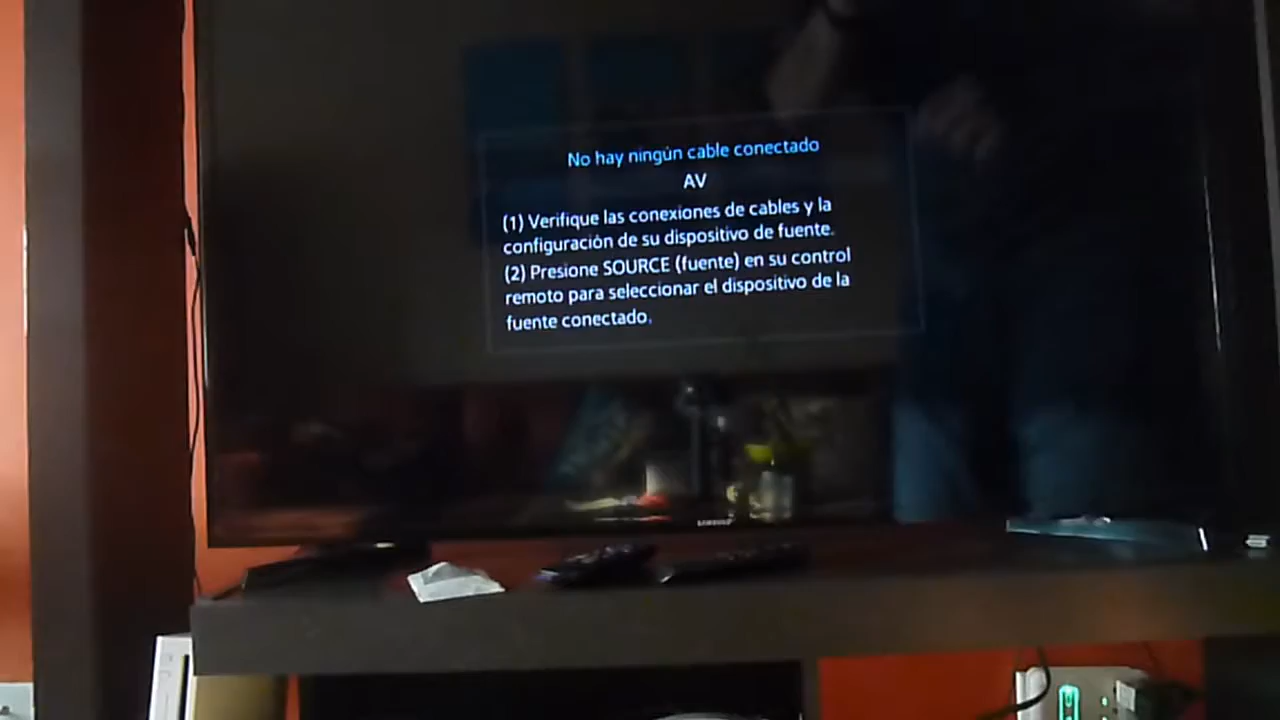 No hay ningún cable conectado
AV
(1) Verifique las conexiones de cables y la
configuración de su dispositivo de fuente.
(2) Presione SOURCE (fuente) en su control
remoto para seleccionar el dispositivo de la
fuente conectado.
SAMSUNG